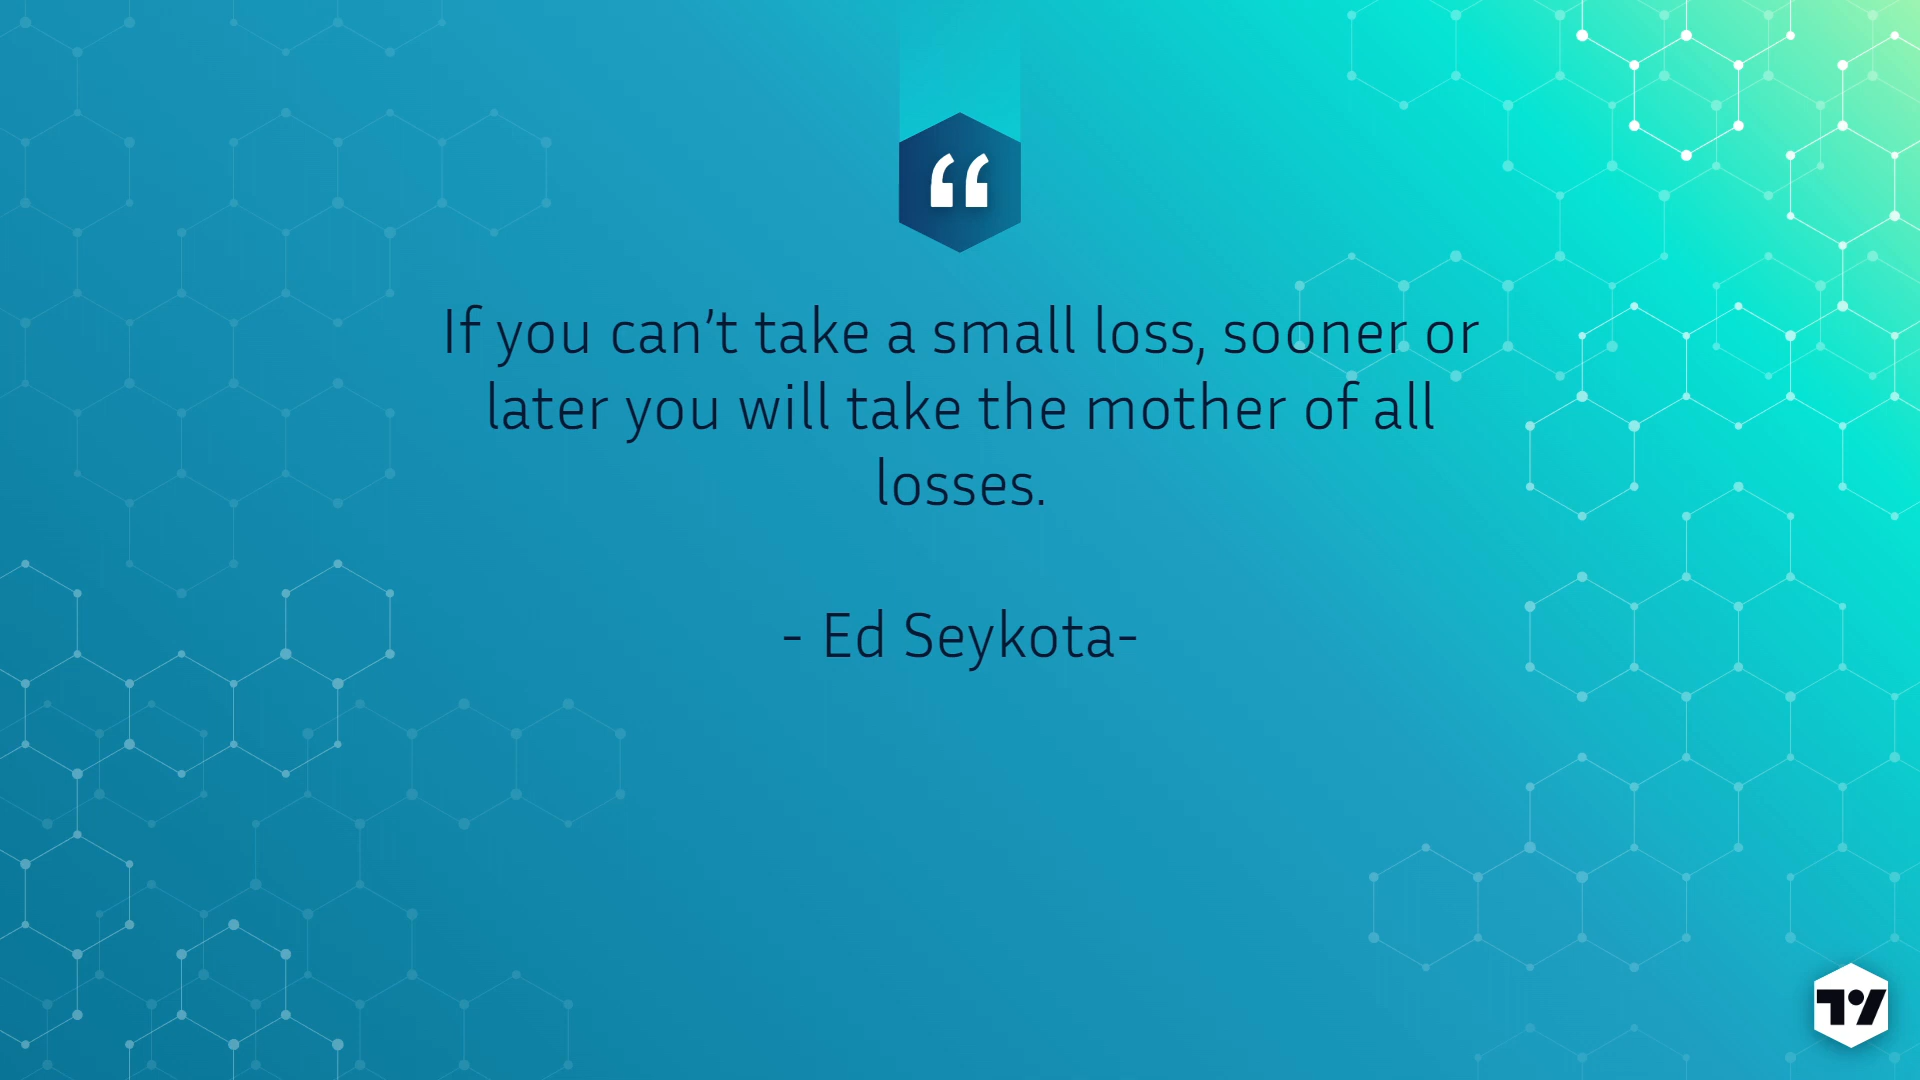 “
If you can’t take a small loss, sooner or
later you will take the mother of all
losses.
- Ed Seykota-
TV